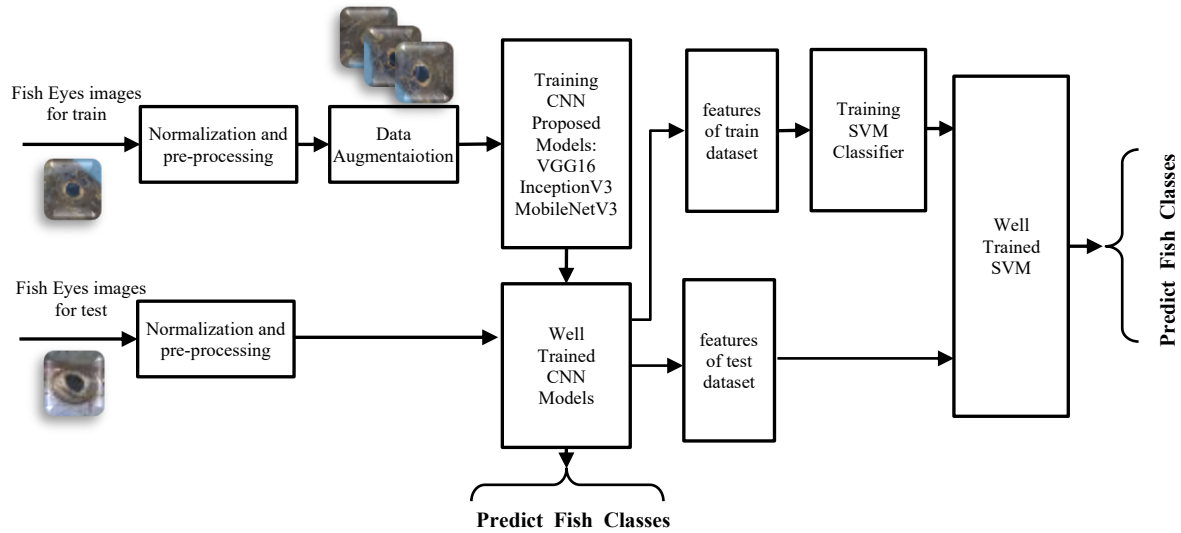 Fish Eyes images
for train
Normalization and
pre-processing
Data
Augmentaiotion
Training
CNN
Proposed
Models:
VGG16
InceptionV3
MobileNetV3
features
of train
dataset
Training
SVM
Classifier
Well
Trained
SVM
Predict Fish Classes
Fish Eyes images
for test
Normalization and
pre-processing
Well
Trained
CNN
Models
features
of test
dataset
Predict Fish Classes